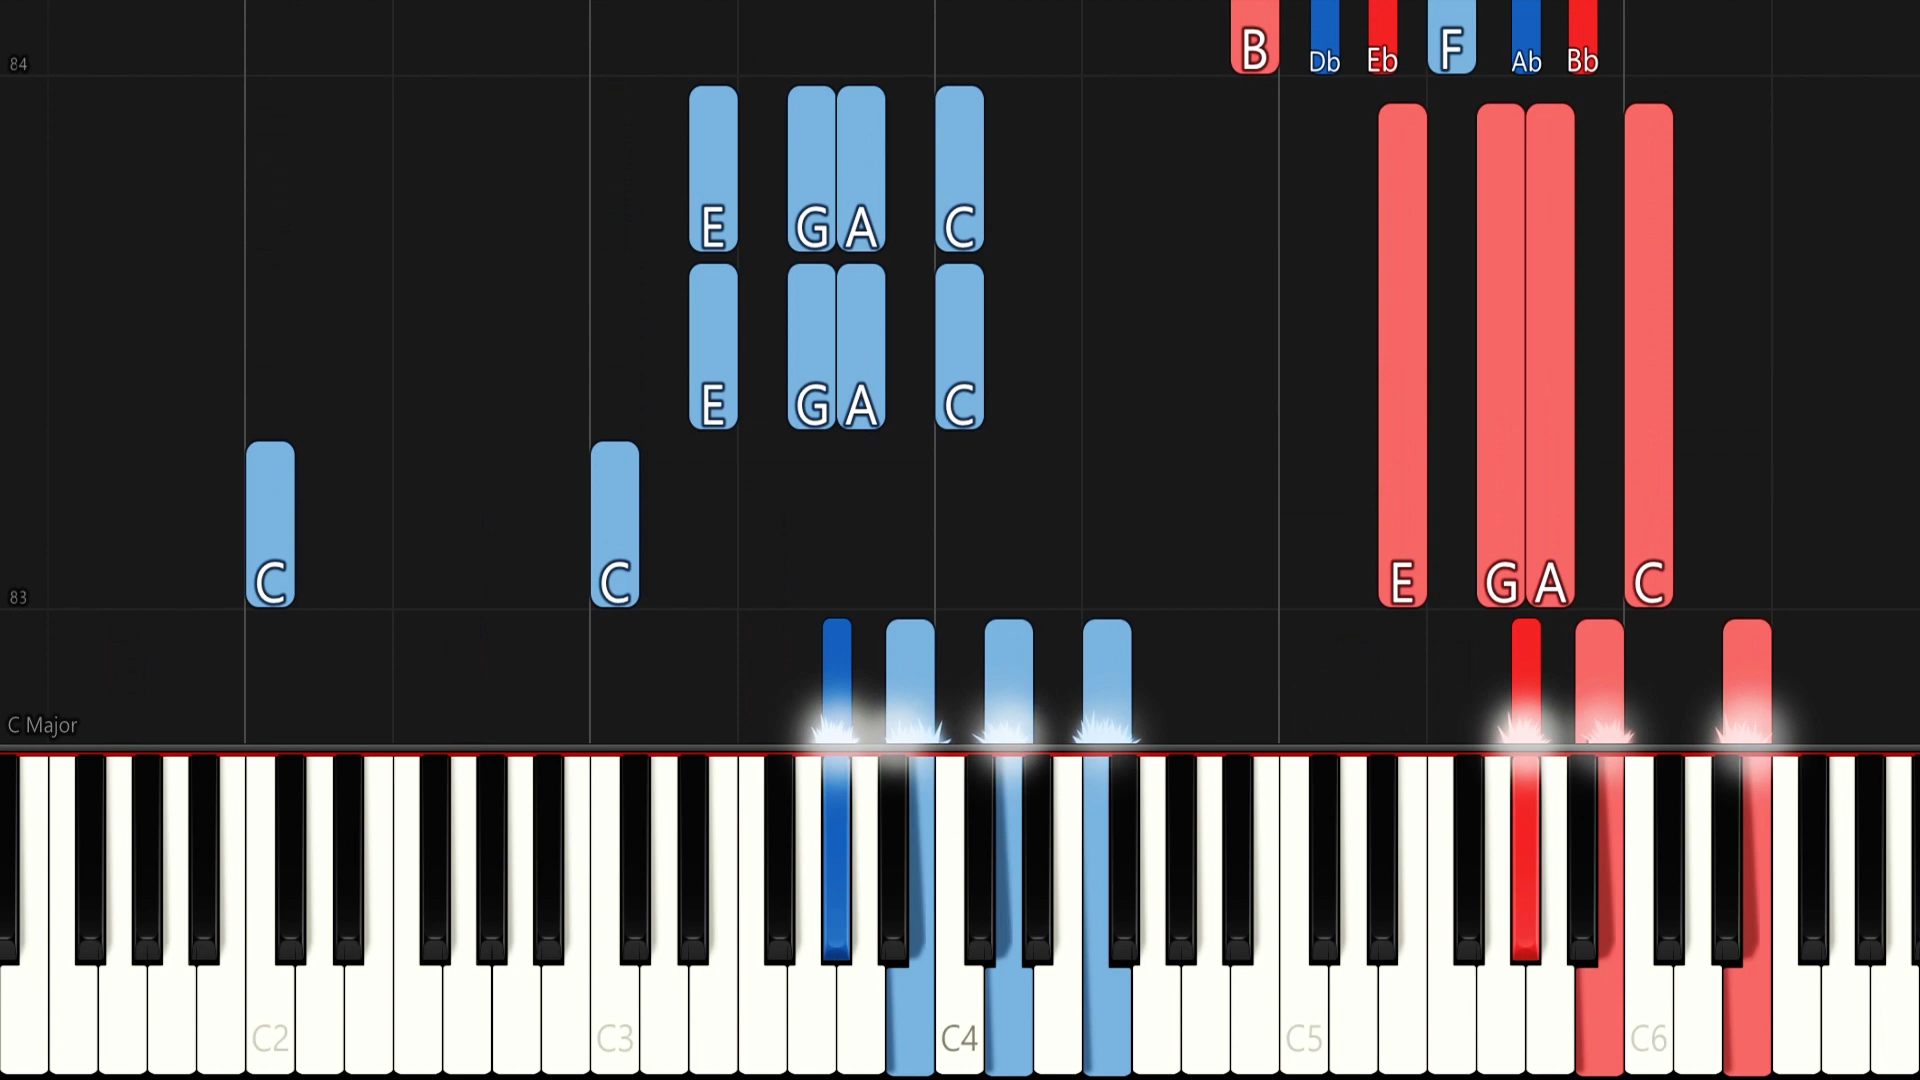 B Db Eb F Ab Bb
84
E G A C
E G A C
C C E G A C
83
C Major
C2 C3 C4 C5 C6